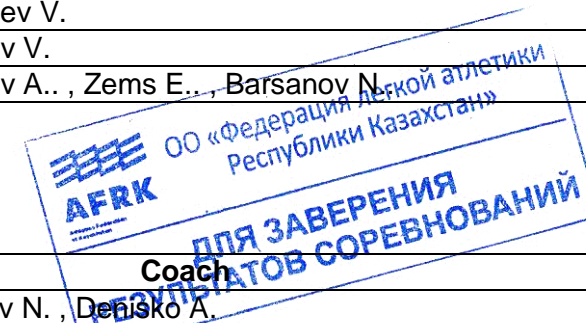 ev V.
v V.
v A.. , Zems E.. , Barsanov N..
ОО «Федерация легкой атлетики
Республики Казахстан»
AFRK
ДЛЯ ЗАВЕРЕНИЯ
РЕЗУЛЬТАТОВ СОРЕВНОВАНИЙ
Coach
v N. , Denisko A.